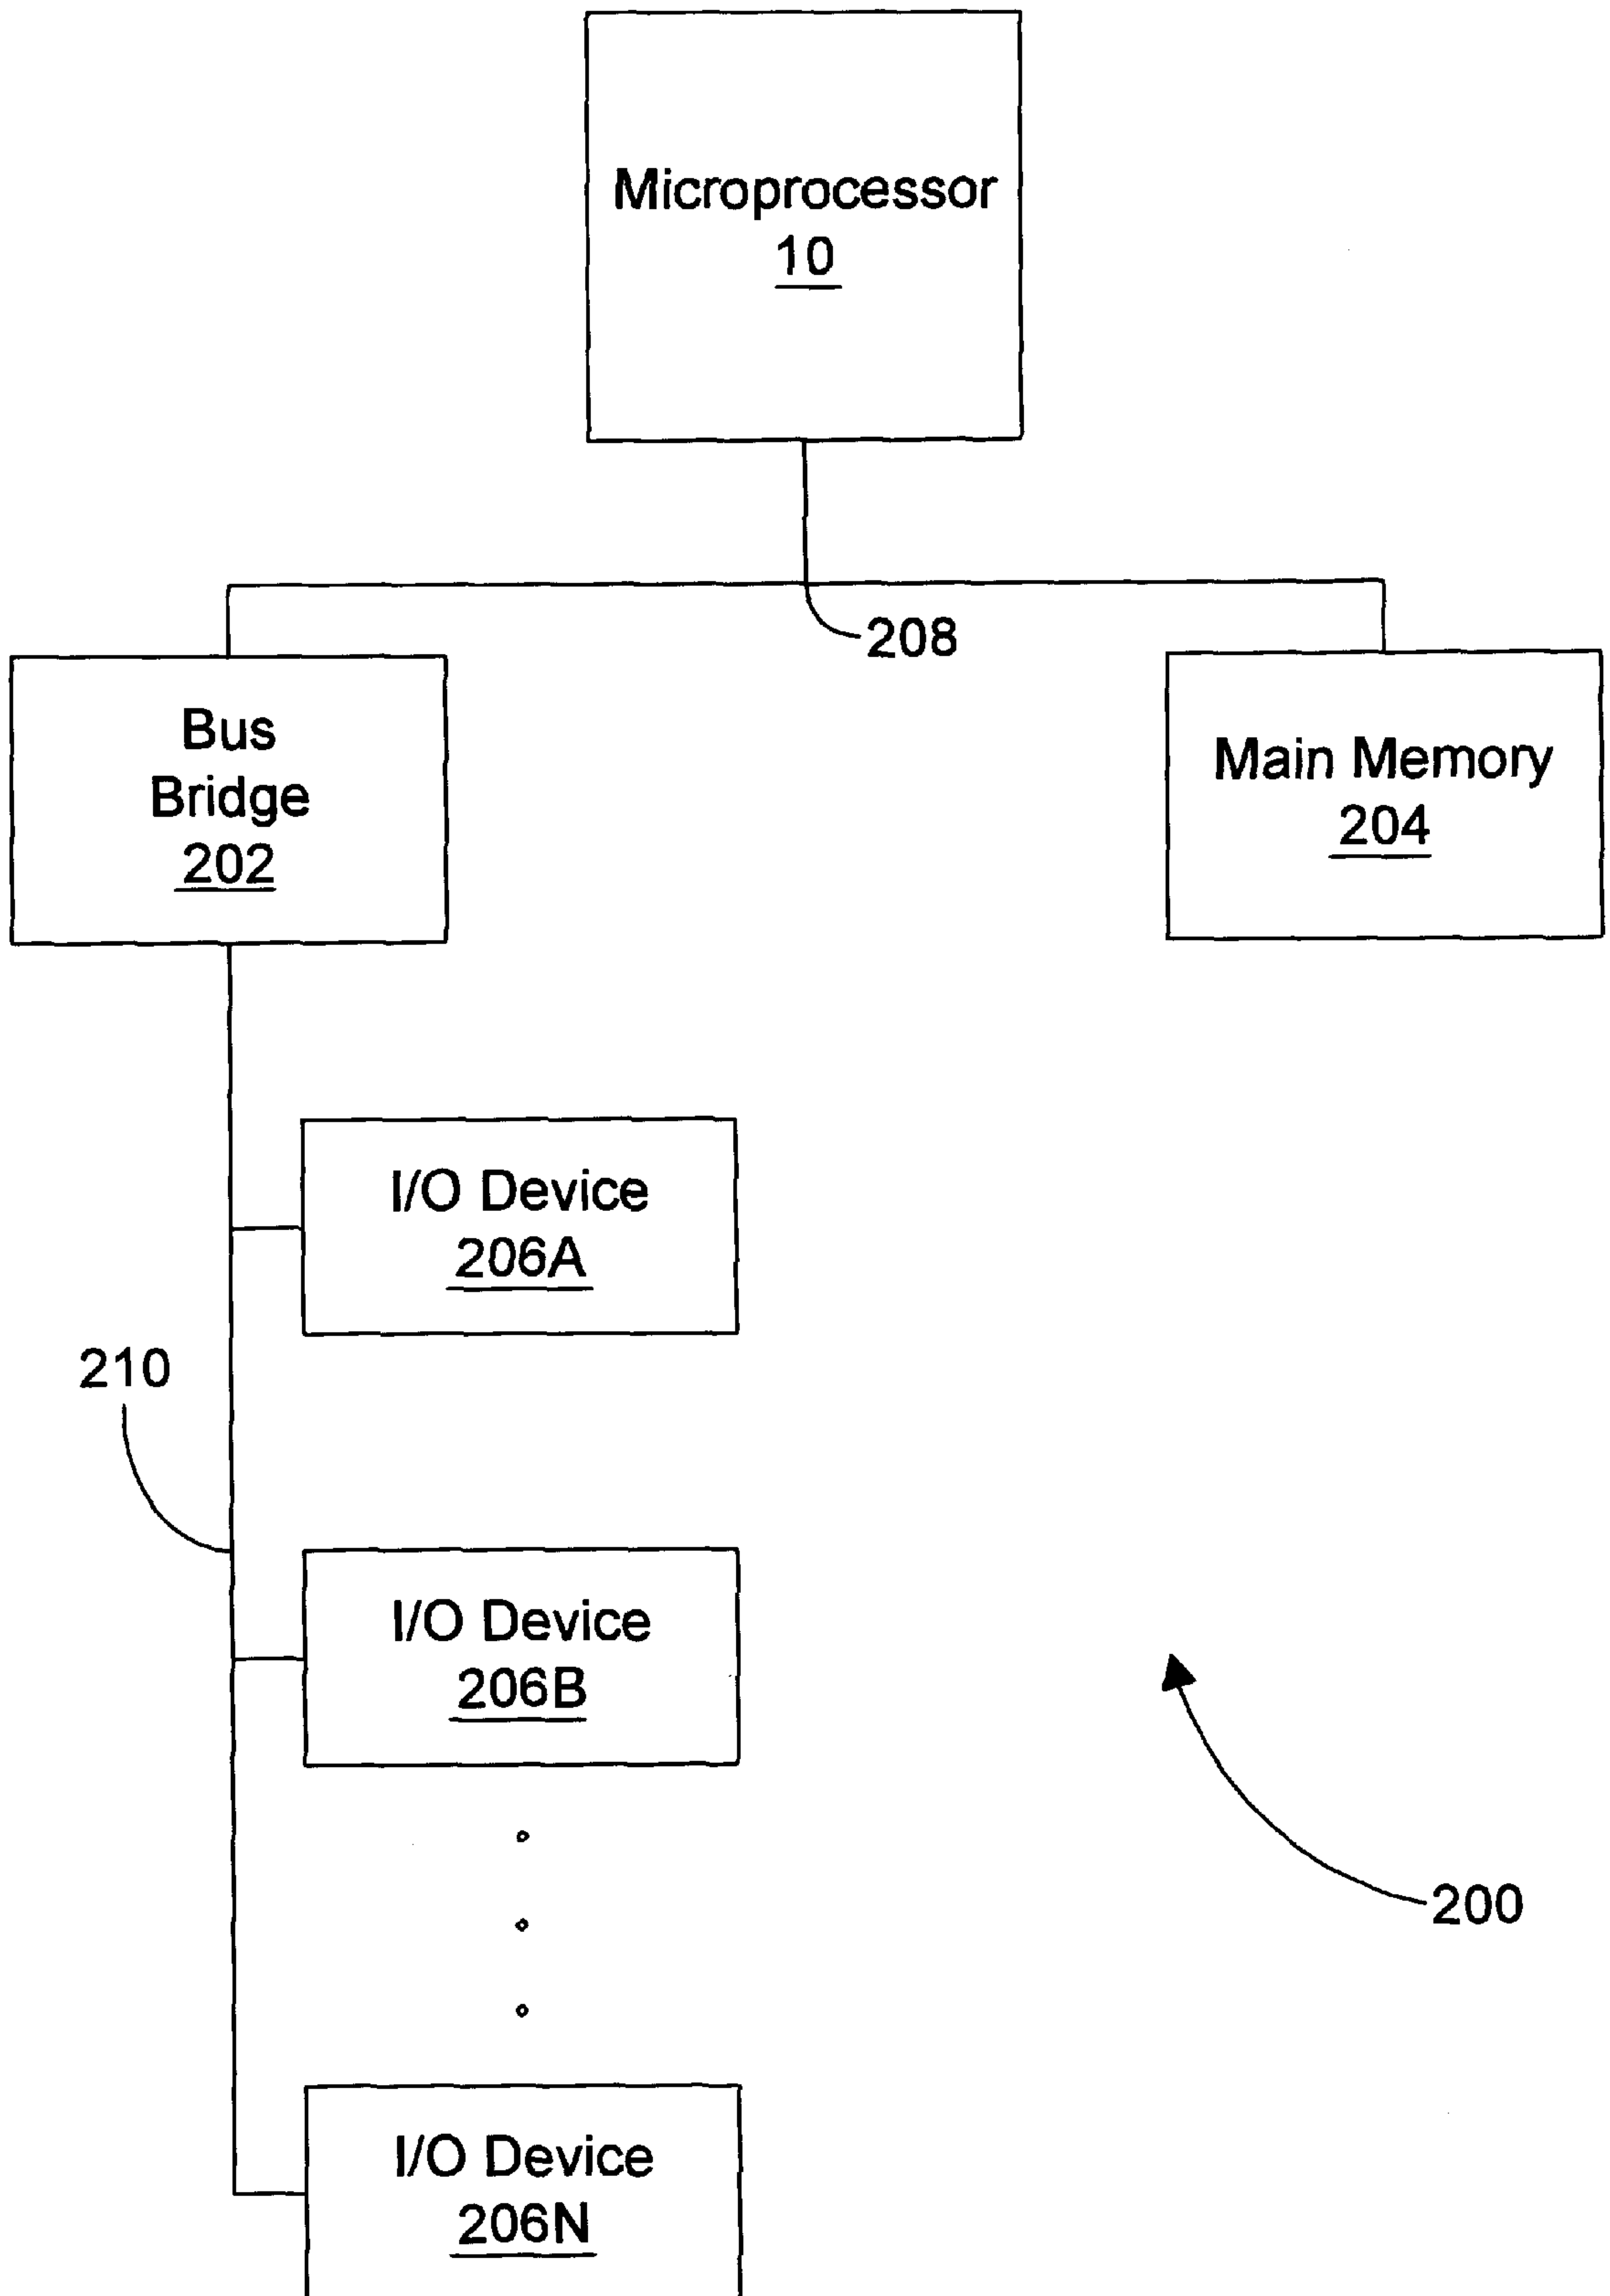 Microprocessor
10
208
Bus
Bridge
202
Main Memory
204
I/O Device
206A
210
I/O Device
206B
200
I/O Device
206N